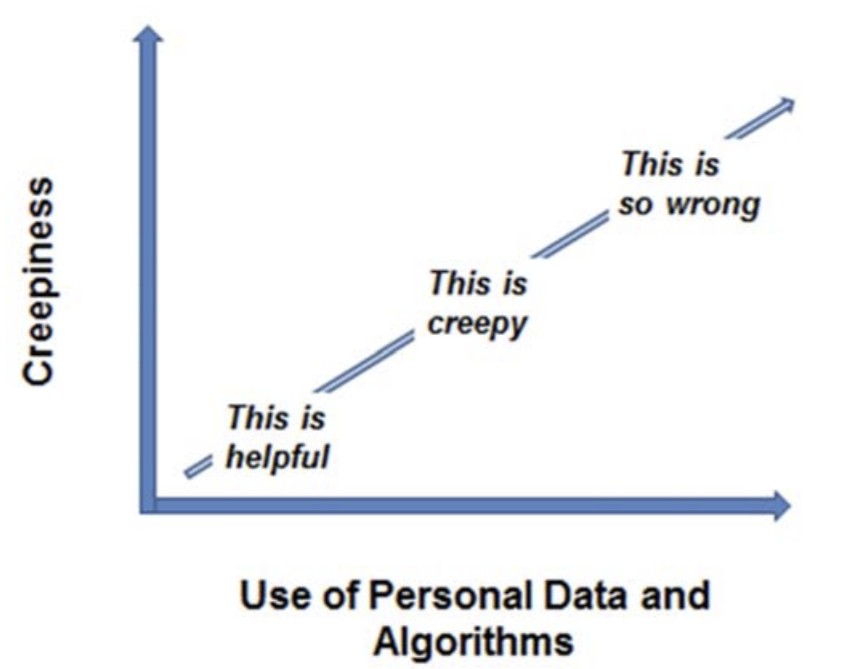 Creepiness
This is
so wrong
This is
creepy
This is
helpful
Use of Personal Data and
Algorithms